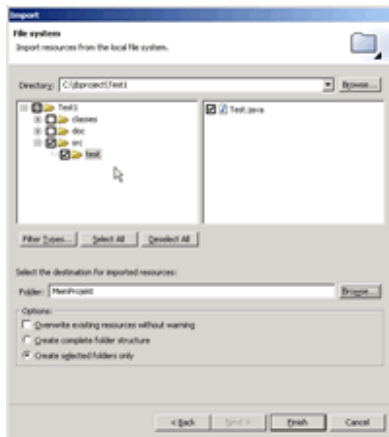 Import
File system
Import resources from the local file system.
Directory: C:\jbproject\Test1
Browse...
Test1
classes
doc
src
test
Test.java
Filter Types...
Select All
Deselect All
Select the destination for imported resources:
Folder: MeinProjekt
Browse...
Options:
Overwrite existing resources without warning
Create complete folder structure
Create selected folders only
< Back
Next >
Finish
Cancel